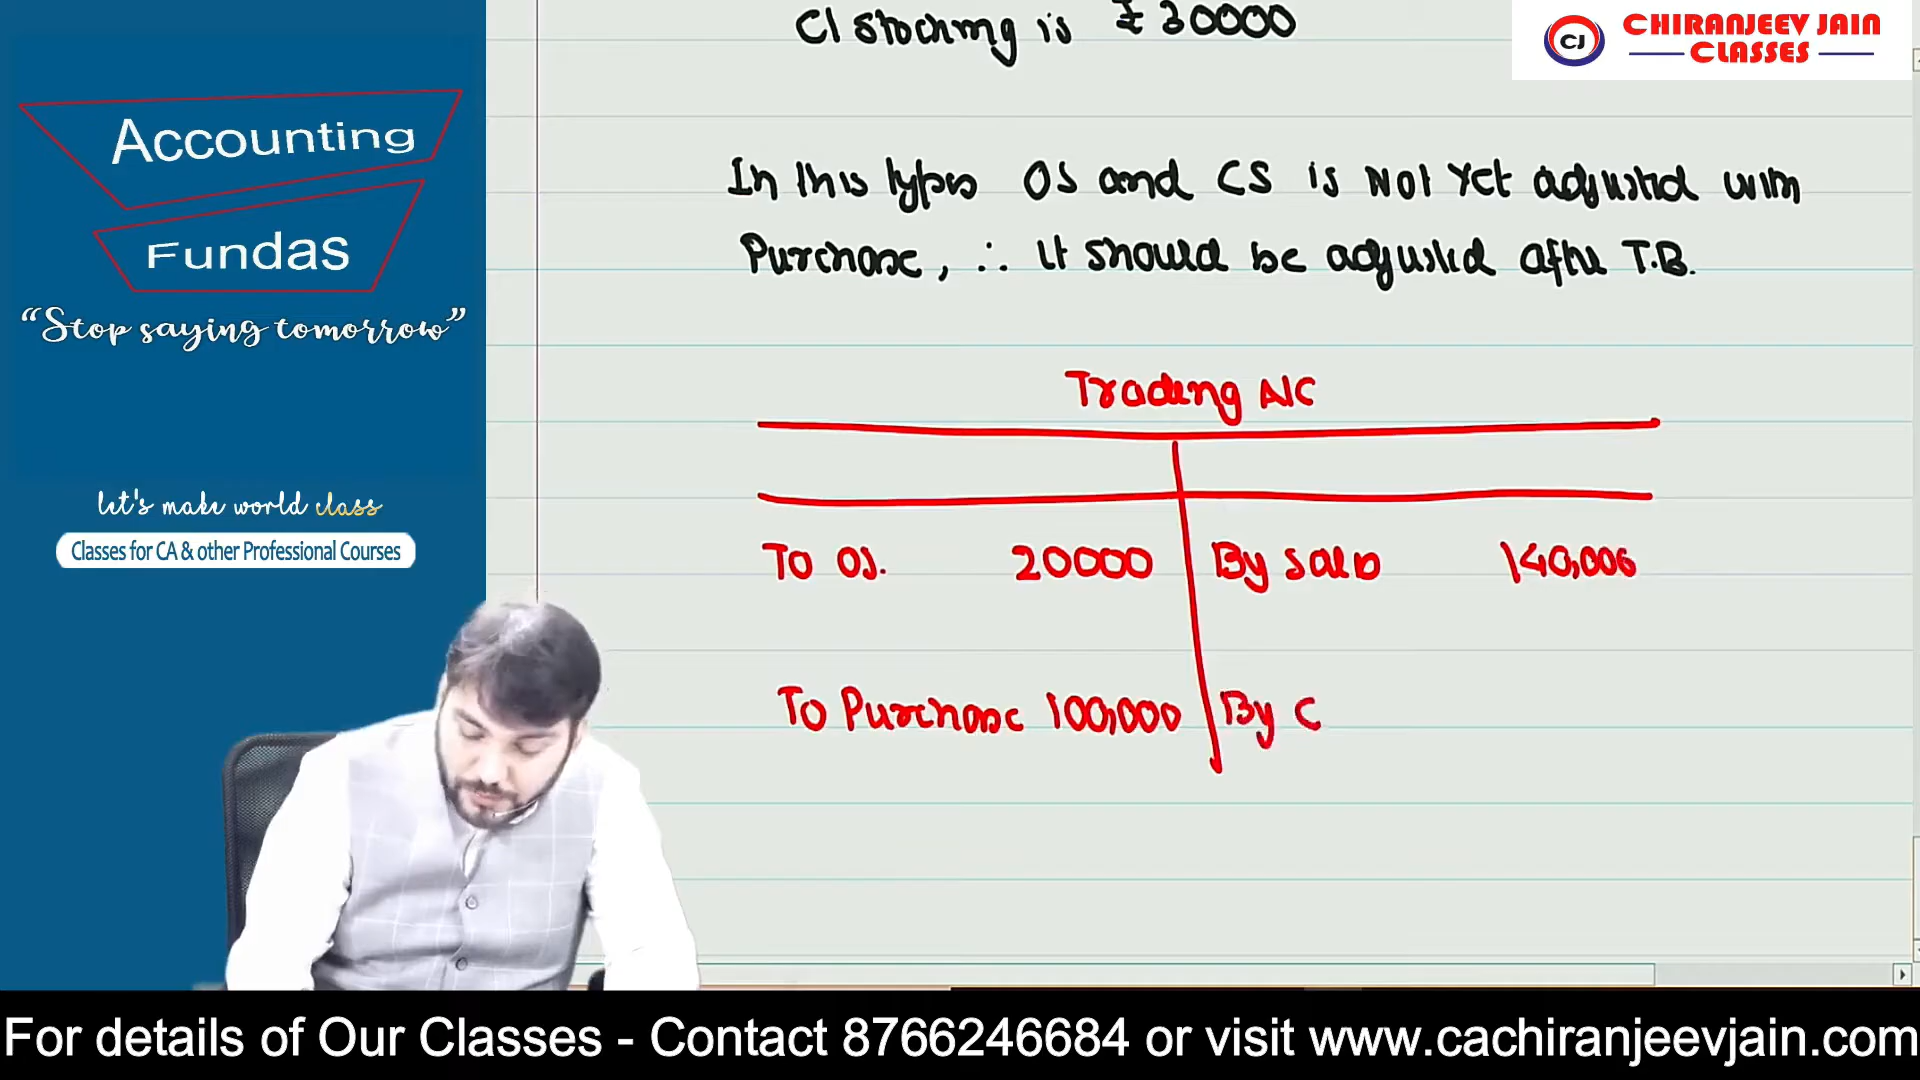 Cl stocking is ₹ 30000
CHIRANJEEV JAIN
CJ
CLASSES
Accounting
Fundas
"Stop saying tomorrow"
let's make world class
Classes for CA & other Professional Courses
In this types OS and CS is Not Yet adjusted with
Purchase, ∴ It should be adjusted after T.B.
Trading A/C
To OS. 20000 By Sales 140,000
To Purchase 100,000 By C
For details of Our Classes - Contact 8766246684 or visit www.cachiranjeevjain.com